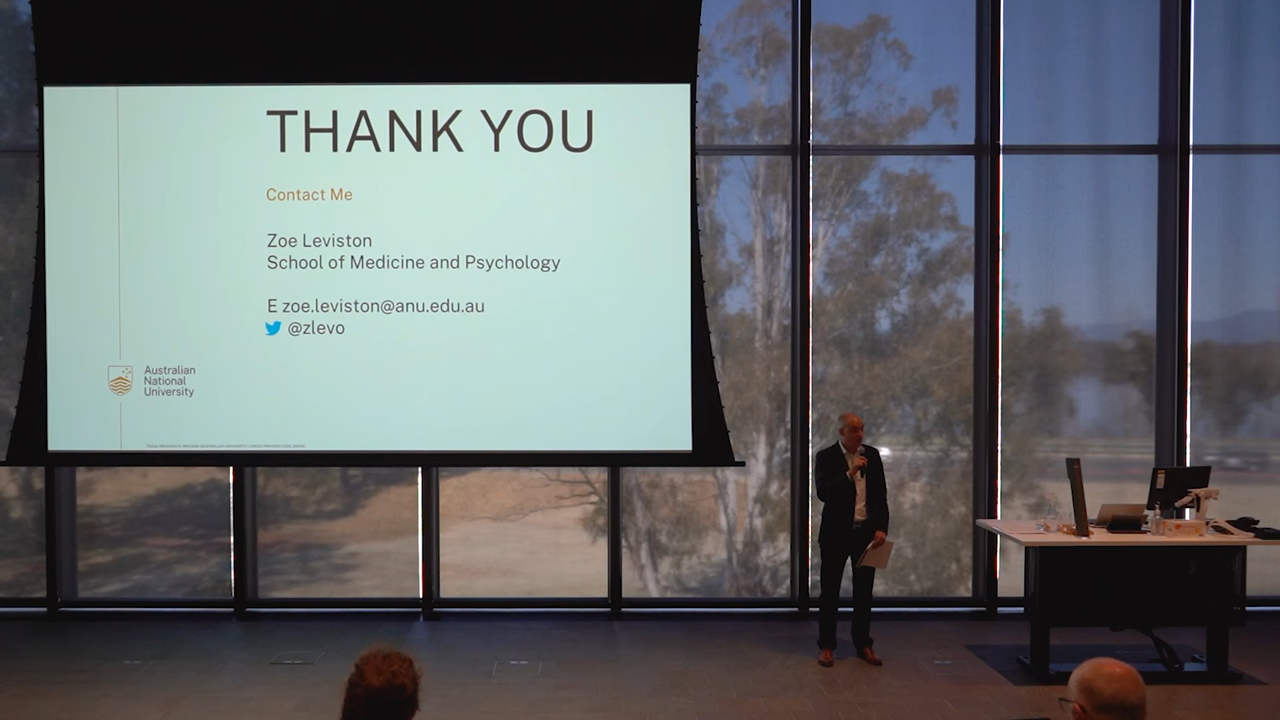 THANK YOU
Contact Me
Zoe Leviston
School of Medicine and Psychology
E zoe.leviston@anu.edu.au
@zlevo
Australian
National
University